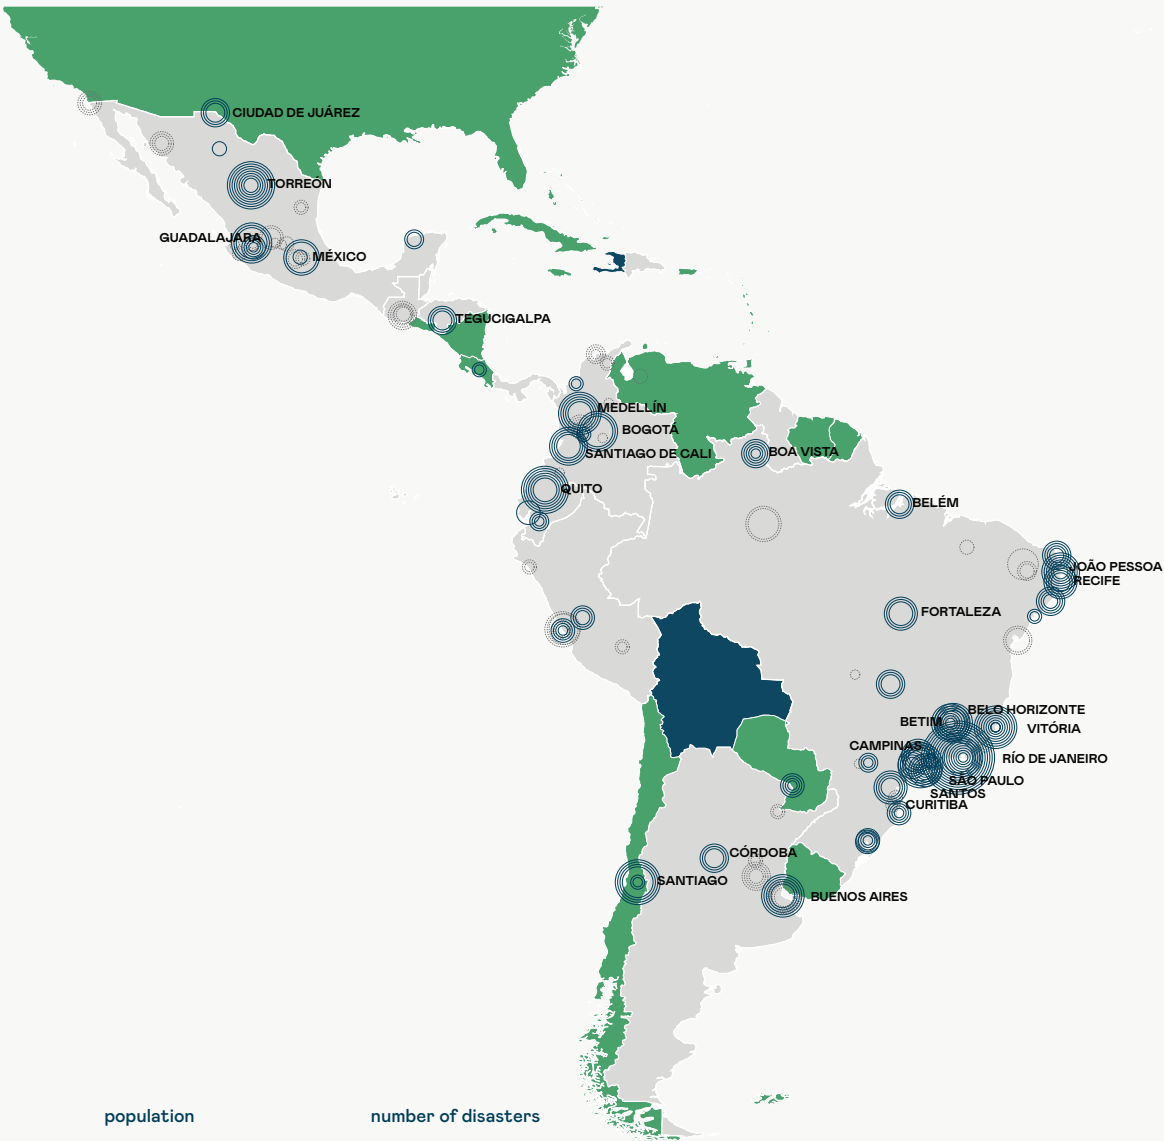 CIUDAD DE JUÁREZ
TORREÓN
GUADALAJARA
MÉXICO
TEGUCIGALPA
MEDELLÍN
BOGOTÁ
SANTIAGO DE CALI
BOA VISTA
QUITO
BELÉM
JOÃO PESSOA
RECIFE
FORTALEZA
BELO HORIZONTE
BETIM
VITÓRIA
CAMPINAS
RÍO DE JANEIRO
SÃO PAULO
SANTOS
CURITIBA
CÓRDOBA
SANTIAGO
BUENOS AIRES
population
number of disasters